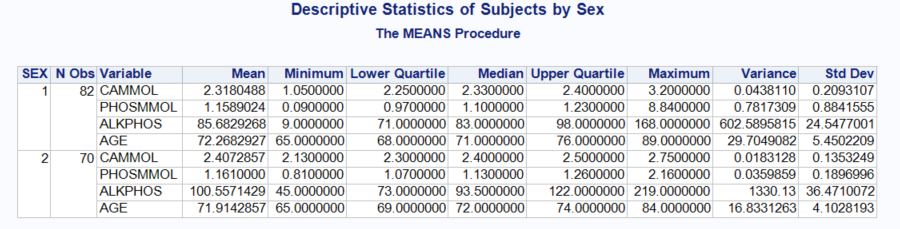 Descriptive Statistics of Subjects by Sex
The MEANS Procedure
SEX N Obs Variable Mean Minimum Lower Quartile Median Upper Quartile Maximum Variance Std Dev
1 82 CAMMOL 2.3180488 1.0500000 2.2500000 2.3300000 2.4000000 3.2000000 0.0438110 0.2093107
PHOSMMOL 1.1589024 0.0900000 0.9700000 1.1000000 1.2300000 8.8400000 0.7817309 0.8841555
ALKPHOS 85.6829268 9.0000000 71.0000000 83.0000000 98.0000000 168.0000000 602.5895815 24.5477001
AGE 72.2682927 65.0000000 68.0000000 71.0000000 76.0000000 89.0000000 29.7049082 5.4502209
2 70 CAMMOL 2.4072857 2.1300000 2.3000000 2.4000000 2.5000000 2.7500000 0.0183128 0.1353249
PHOSMMOL 1.1610000 0.8100000 1.0700000 1.1300000 1.2600000 2.1600000 0.0359859 0.1896996
ALKPHOS 100.5571429 45.0000000 73.0000000 93.5000000 122.0000000 219.0000000 1330.13 36.4710072
AGE 71.9142857 65.0000000 69.0000000 72.0000000 74.0000000 84.0000000 16.8331263 4.1028193